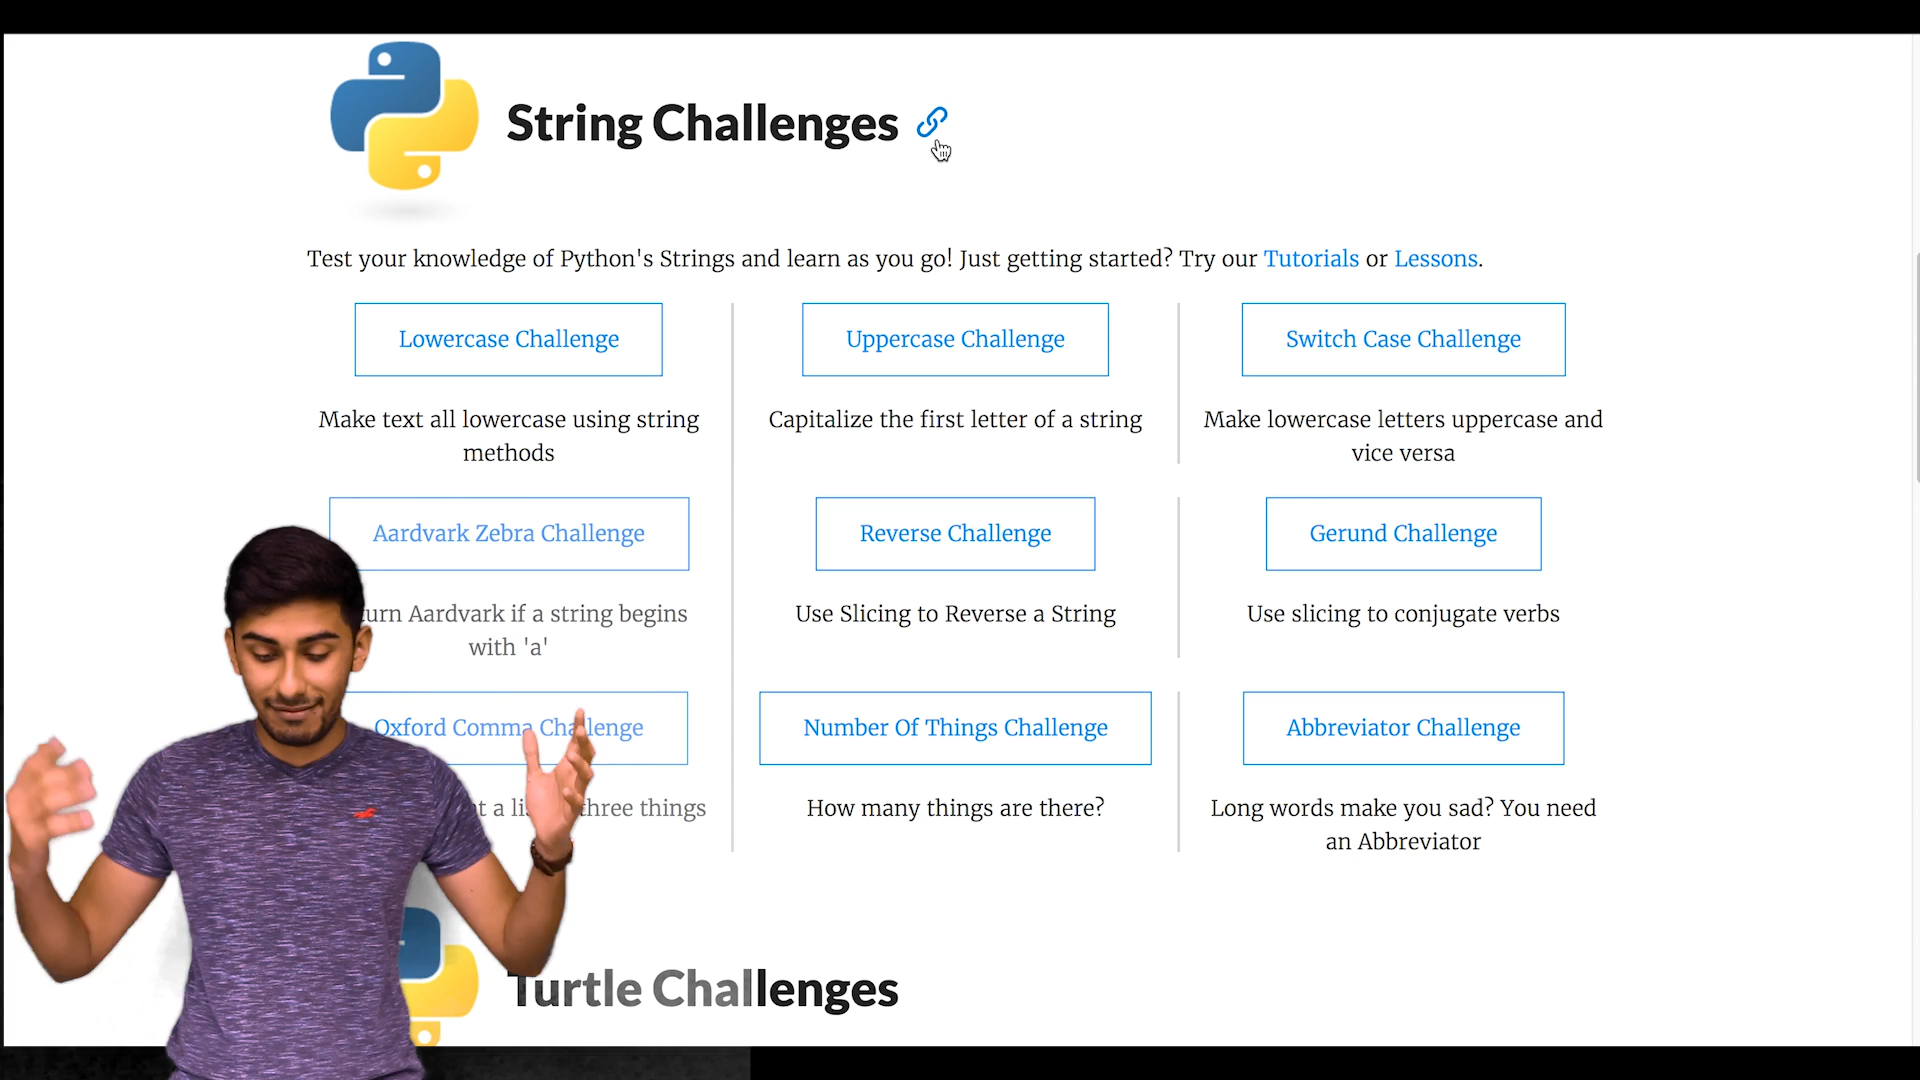 String Challenges
Test your knowledge of Python's Strings and learn as you go! Just getting started? Try our Tutorials or Lessons.
Lowercase Challenge
Uppercase Challenge
Switch Case Challenge
Make text all lowercase using string
methods
Capitalize the first letter of a string
Make lowercase letters uppercase and
vice versa
Aardvark Zebra Challenge
Reverse Challenge
Gerund Challenge
Aardvark if a string begins
with 'a'
Use Slicing to Reverse a String
Use slicing to conjugate verbs
Oxford Comma Challenge
Number Of Things Challenge
Abbreviator Challenge
a three things
How many things are there?
Long words make you sad? You need
an Abbreviator
Turtle Challenges